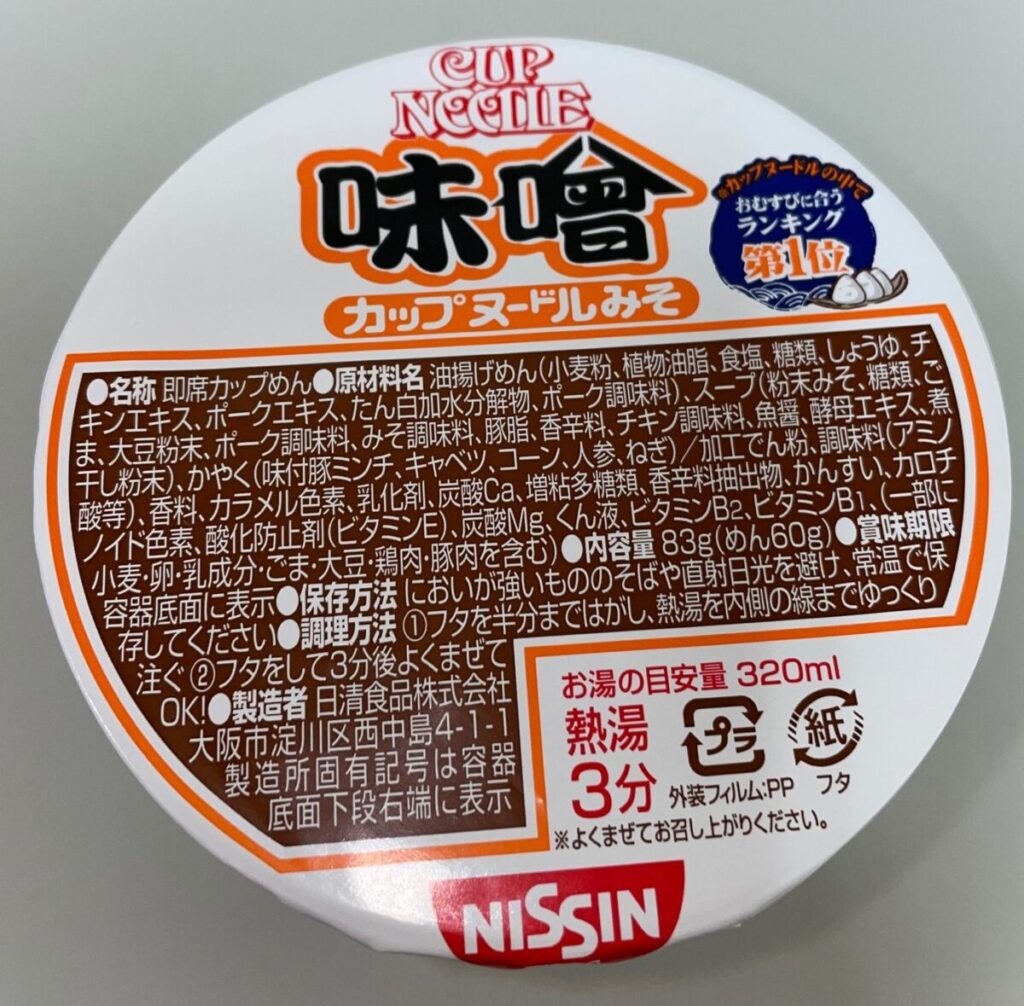 CUP
NOODLE
味噌
カップヌードルみそ
※カップヌードルの中で
おむすびに合う
ランキング
第1位
●名称 即席カップめん●原材料名 油揚げめん(小麦粉、植物油脂、食塩、糖類、しょうゆ、チ
キンエキス、ポークエキス、たん白加水分解物、ポーク調味料)、スープ(粉末みそ、糖類、ご
ま、大豆粉末、ポーク調味料、みそ調味料、豚脂、香辛料、チキン調味料、魚醤、酵母エキス、煮
干し粉末)、かやく(味付豚ミンチ、キャベツ、コーン、人参、ねぎ)/加工でん粉、調味料(アミノ
酸等)、香料、カラメル色素、乳化剤、炭酸Ca、増粘多糖類、香辛料抽出物、かんすい、カロチ
ノイド色素、酸化防止剤(ビタミンE)、炭酸Mg、くん液、ビタミンB2、ビタミンB1、(一部に
小麦・卵・乳成分・ごま・大豆・鶏肉・豚肉を含む)●内容量 83g(めん60g)●賞味期限
容器底面に表示●保存方法 においが強いもののそばや直射日光を避け、常温で保
存してください●調理方法 ①フタを半分まではがし、熱湯を内側の線までゆっくり
注ぐ ②フタをして3分後よくまぜて
OK!●製造者 日清食品株式会社
大阪市淀川区西中島4-1-1
製造所固有記号は容器
底面下段右端に表示
お湯の目安量 320ml
熱湯
3分
プラ
紙
外装フィルム:PP フタ
※よくまぜてお召し上がりください。
NISSIN